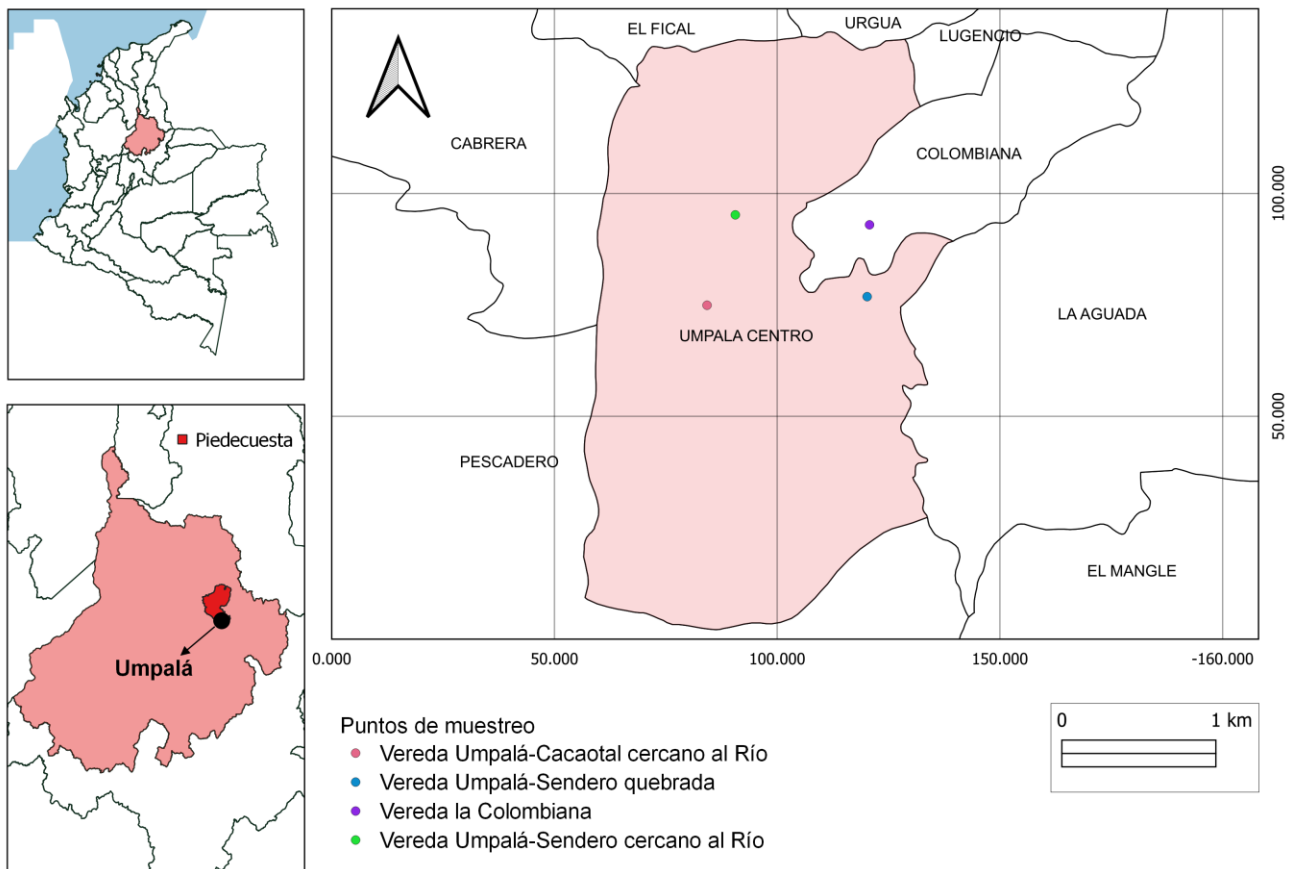 EL FICAL
URGUA
LUGENCIO
CABRERA
COLOMBIANA
100.000
LA AGUADA
UMPALA CENTRO
50.000
PESCADERO
EL MANGLE
0.000
50.000
100.000
150.000
-160.000
Piedecuesta
Umpalá
Puntos de muestreo
Vereda Umpalá-Cacaotal cercano al Río
Vereda Umpalá-Sendero quebrada
Vereda la Colombiana
Vereda Umpalá-Sendero cercano al Río
0
1 km